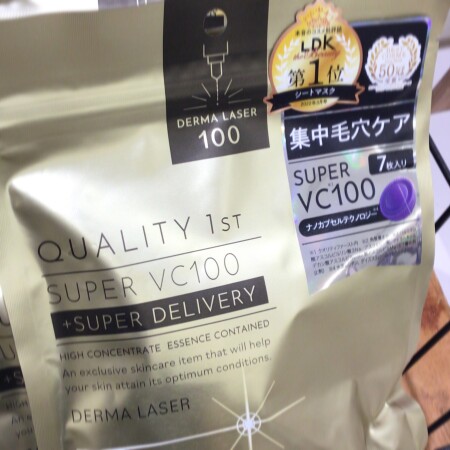 DERMA LASER
100
LDK
第1位
シートマスク
50冠
集中毛穴ケア
SUPER
VC100
7枚入り
ナノカプセルテクノロジー
QUALITY 1ST
SUPER VC100
+SUPER DELIVERY
HIGH CONCENTRATE ESSENCE CONTAINED
An exclusive skincare item that will help
your skin attain its optimum conditions.
DERMA LASER